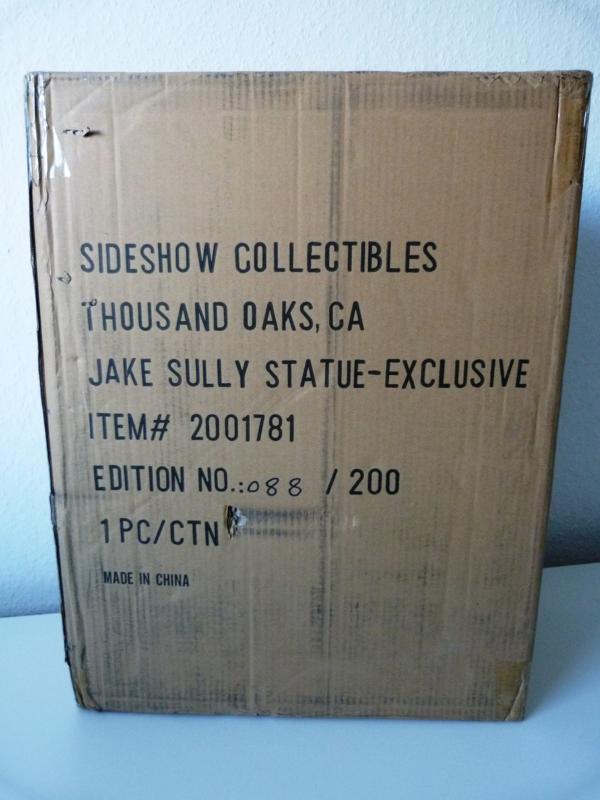 SIDESHOW COLLECTIBLES
THOUSAND OAKS, CA
JAKE SULLY STATUE-EXCLUSIVE
ITEM# 2001781
EDITION NO.:088 / 200
1 PC/CTN
MADE IN CHINA